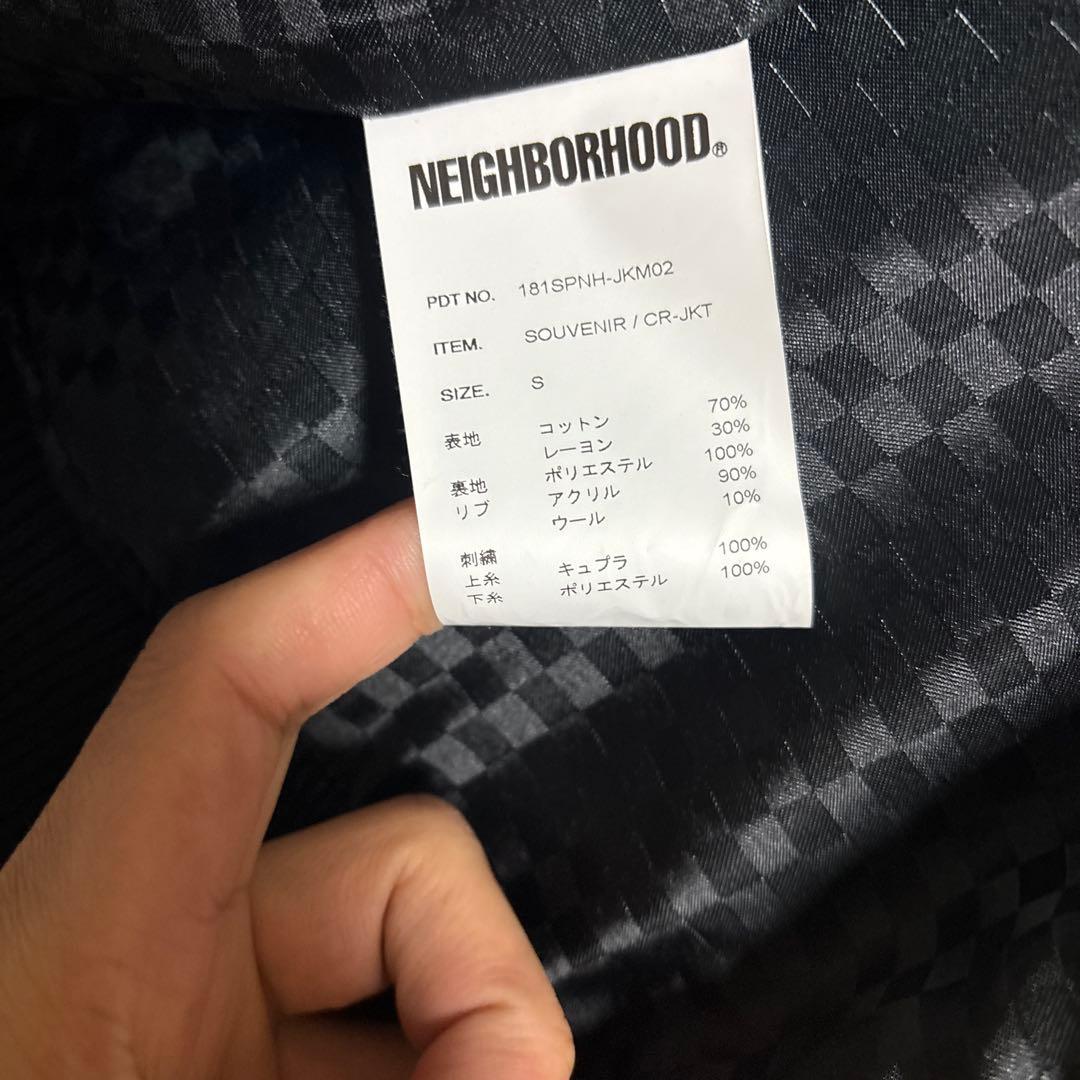 NEIGHBORHOOD®
PDT NO. 181SPNH-JKM02
ITEM. SOUVENIR / CR-JKT
SIZE. S
表地 コットン 70%
レーヨン 30%
裏地 ポリエステル 100%
リブ アクリル 90%
ウール 10%
刺繍
上糸 キュプラ 100%
下糸 ポリエステル 100%